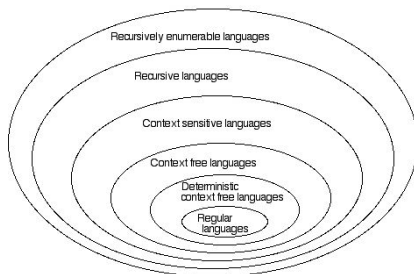 Recursively enumerable languages
Recursive languages
Context sensitive languages
Context free languages
Deterministic
context free languages
Regular
languages